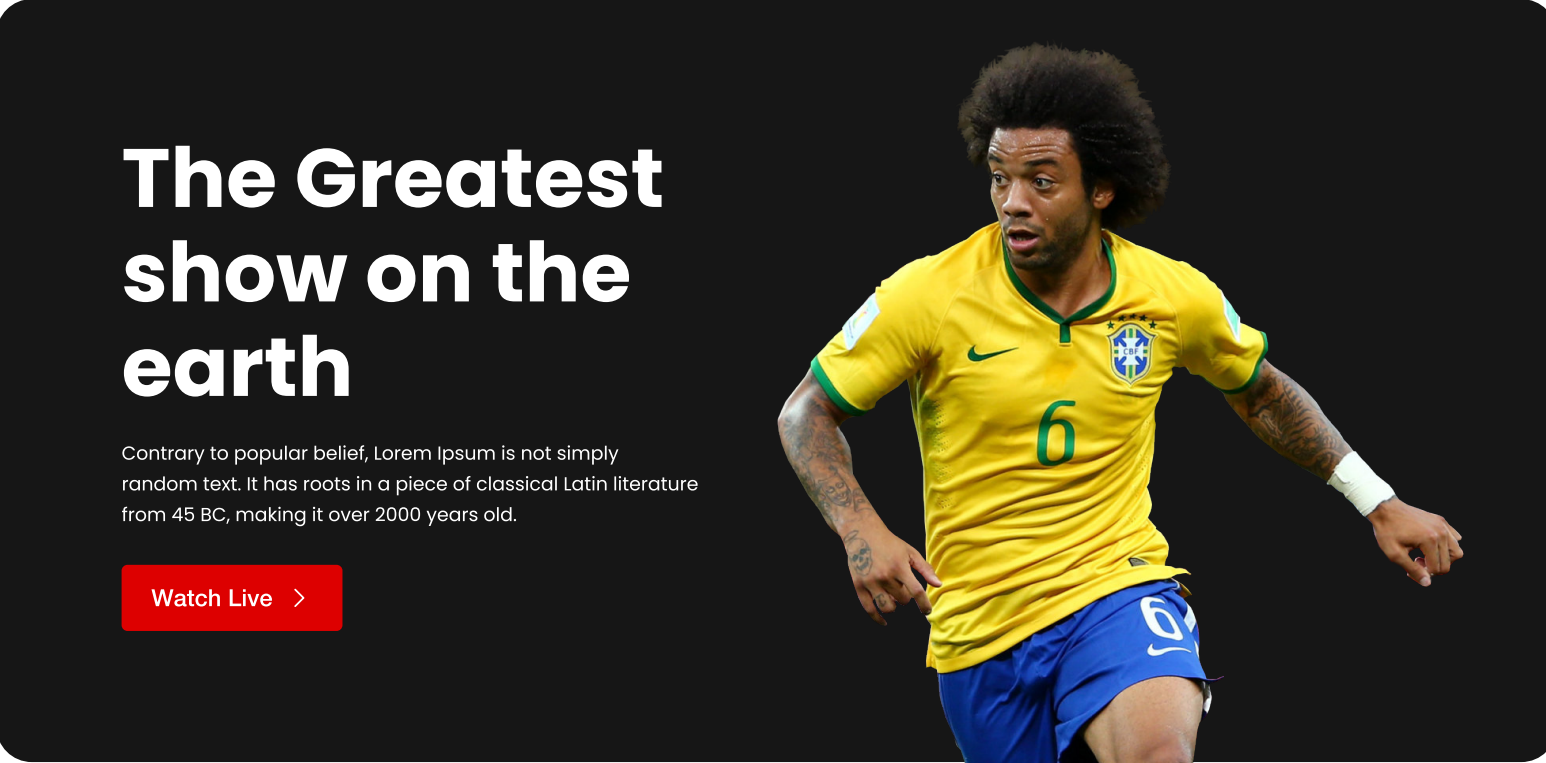 The Greatest
show on the
earth
Contrary to popular belief, Lorem Ipsum is not simply
random text. It has roots in a piece of classical Latin literature
from 45 BC, making it over 2000 years old.
Watch Live
CBF
6
6